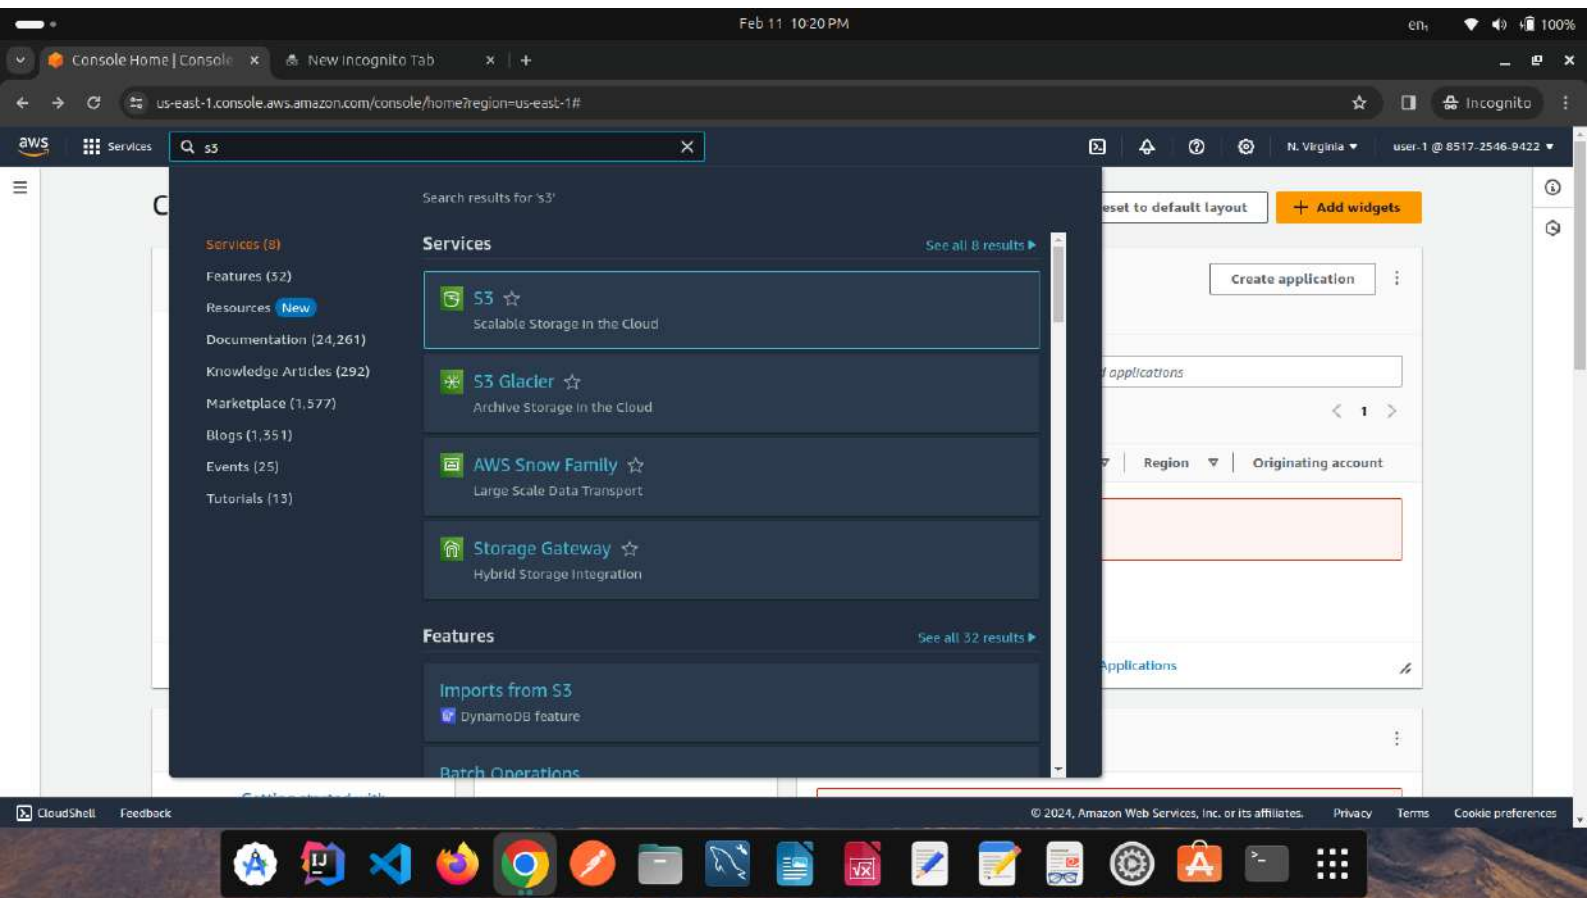 Feb 11 10:20 PM
en₁
100%
Console Home | Console
New Incognito Tab
us-east-1.console.aws.amazon.com/console/home?region=us-east-1#
Incognito
aws
Services
s3
N. Virginia
user-1 @ 8517-2546-9422
C
Search results for 's3'
eset to default layout
+ Add widgets
Services (8)
Features (32)
Resources New
Documentation (24,261)
Knowledge Articles (292)
Marketplace (1,577)
Blogs (1,351)
Events (25)
Tutorials (13)
Services
See all 8 results
S3
Scalable Storage in the Cloud
S3 Glacier
Archive Storage in the Cloud
AWS Snow Family
Large Scale Data Transport
Storage Gateway
Hybrid Storage Integration
Features
See all 32 results
Imports from S3
DynamoDB feature
Batch Operations
Create application
applications
1
Region
Originating account
Applications
CloudShell
Feedback
© 2024, Amazon Web Services, Inc. or its affiliates.
Privacy
Terms
Cookie preferences